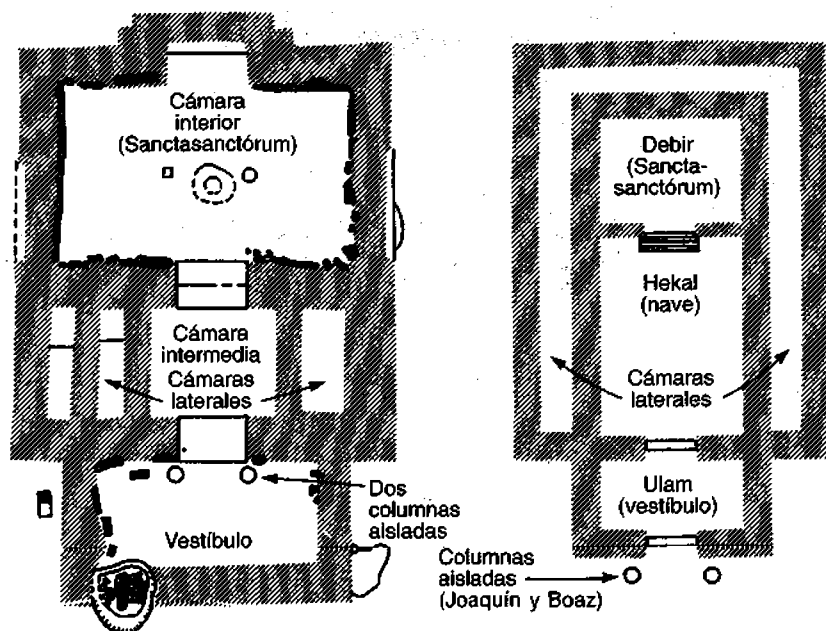 Cámara
interior
(Sanctasanctórum)
Cámara
intermedia
Cámaras
laterales
Dos
columnas
aisladas
Vestíbulo
Debir
(Sancta-
sanctórum)
Hekal
(nave)
Cámaras
laterales
Ulam
(vestíbulo)
Columnas
aisladas
(Joaquín y Boaz)